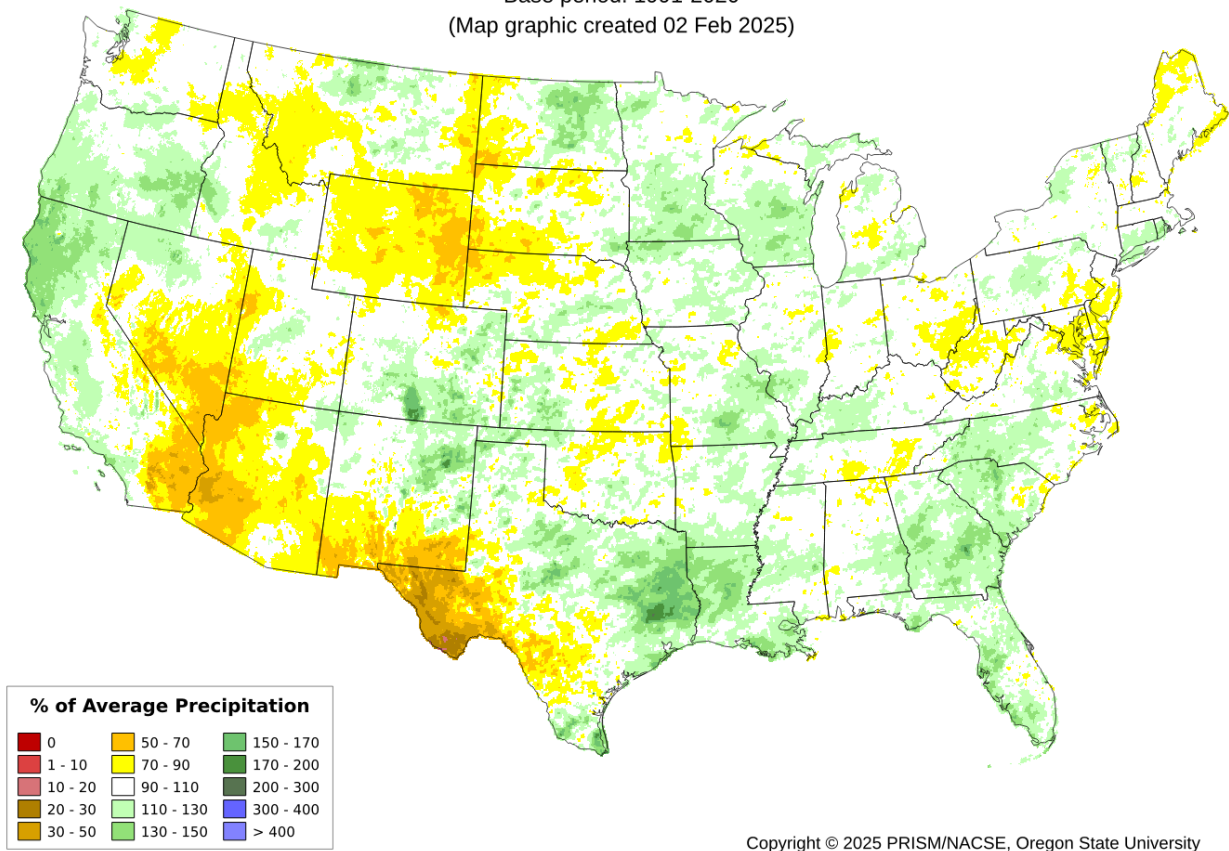 (Map graphic created 02 Feb 2025)
% of Average Precipitation
0
1 - 10
10 - 20
20 - 30
30 - 50
50 - 70
70 - 90
90 - 110
110 - 130
130 - 150
150 - 170
170 - 200
200 - 300
300 - 400
> 400
Copyright © 2025 PRISM/NACSE, Oregon State University